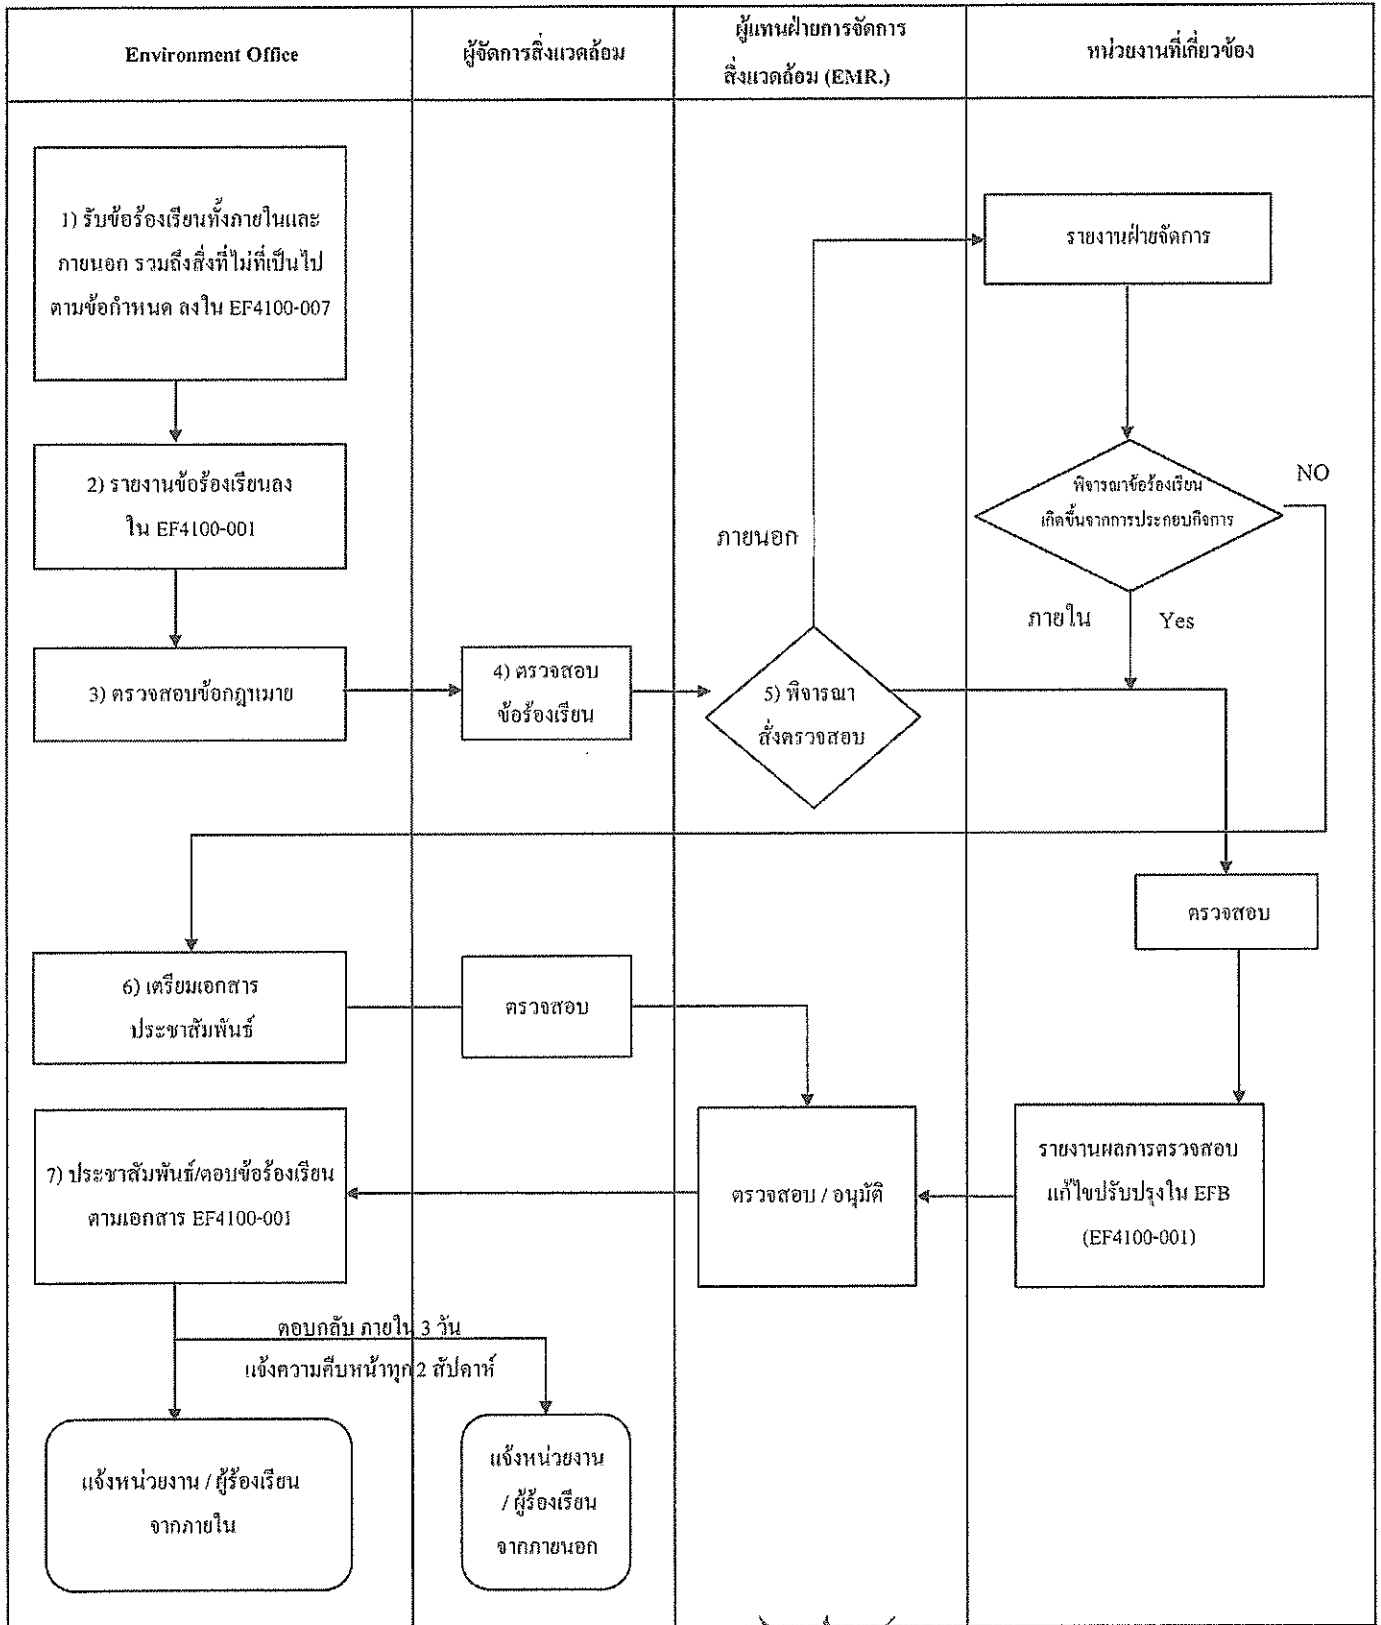 Environment Office
ผู้จัดการสิ่งแวดล้อม
ผู้แทนฝ่ายการจัดการ
สิ่งแวดล้อม (EMR.)
หน่วยงานที่เกี่ยวข้อง
1) รับข้อร้องเรียนทั้งภายในและ
ภายนอก รวมถึงสิ่งที่ไม่ที่เป็นไป
ตามข้อกำหนด ลงใน EF4100-007
รายงานฝ่ายจัดการ
2) รายงานข้อร้องเรียนลง
ใน EF4100-001
พิจารณาข้อร้องเรียน
เกิดขึ้นจากการประกอบกิจการ
NO
ภายนอก
ภายใน
Yes
3) ตรวจสอบข้อกฎหมาย
4) ตรวจสอบ
ข้อร้องเรียน
5) พิจารณา
สั่งตรวจสอบ
ตรวจสอบ
6) เตรียมเอกสาร
ประชาสัมพันธ์
ตรวจสอบ
7) ประชาสัมพันธ์/ตอบข้อร้องเรียน
ตามเอกสาร EF4100-001
ตรวจสอบ / อนุมัติ
รายงานผลการตรวจสอบ
แก้ไขปรับปรุงใน EFB
(EF4100-001)
ตอบกลับ ภายใน 3 วัน
แจ้งความคืบหน้าทุก 2 สัปดาห์
แจ้งหน่วยงาน / ผู้ร้องเรียน
จากภายใน
แจ้งหน่วยงาน
/ ผู้ร้องเรียน
จากภายนอก